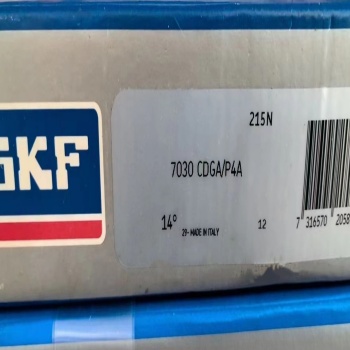 SKF
215N
7030 CDGA/P4A
14°
29- MADE IN ITALY
12
7 316570 2058